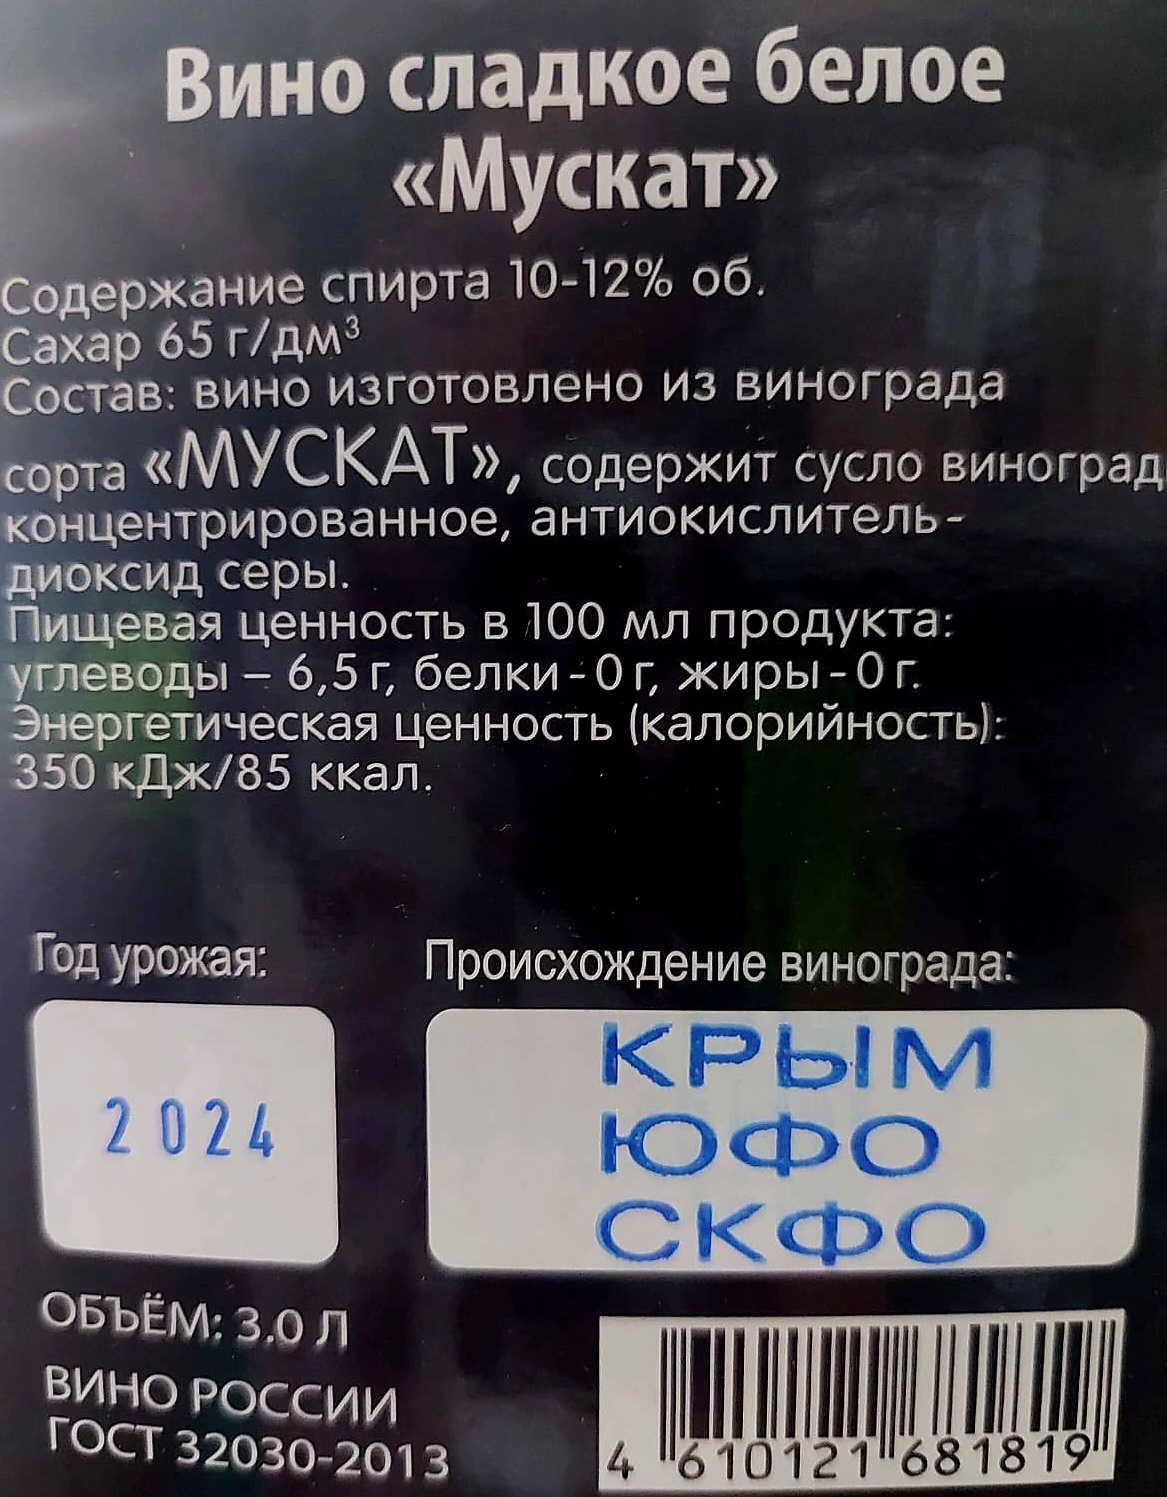 Вино сладкое белое
«Мускат»
Содержание спирта 10-12% об.
Сахар 65 г/дм³
Состав: вино изготовлено из винограда
сорта «МУСКАТ», содержит сусло виноград
концентрированное, антиокислитель-
диоксид серы.
Пищевая ценность в 100 мл продукта:
углеводы – 6,5 г, белки - 0 г, жиры - 0 г.
Энергетическая ценность (калорийность):
350 кДж/85 ккал.
Год урожая:
Происхождение винограда:
2024
КРЫМ
ЮФО
СКФО
ОБЪЁМ: 3.0 Л
ВИНО РОССИИ
ГОСТ 32030-2013
4 610121 681819